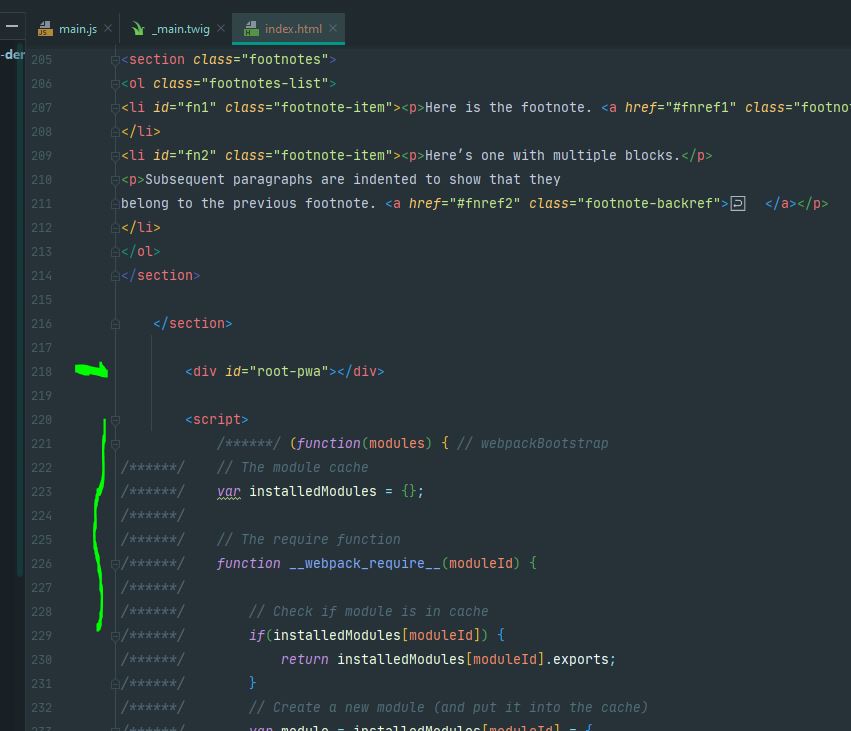 main.js
_main.twig
index.html
-der
205 <section class="footnotes">
206 <ol class="footnotes-list">
207 <li id="fn1" class="footnote-item"><p>Here is the footnote. <a href="#fnref1" class="footnot
208 </li>
209 <li id="fn2" class="footnote-item"><p>Here’s one with multiple blocks.</p>
210 <p>Subsequent paragraphs are indented to show that they
211 belong to the previous footnote. <a href="#fnref2" class="footnote-backref"> </a></p>
212 </li>
213 </ol>
214 </section>
215
216 </section>
217
218 <div id="root-pwa"></div>
219
220 <script>
221 /******/ (function(modules) { // webpackBootstrap
222 /******/ // The module cache
223 /******/ var installedModules = {};
224 /******/
225 /******/ // The require function
226 /******/ function __webpack_require__(moduleId) {
227 /******/
228 /******/ // Check if module is in cache
229 /******/ if(installedModules[moduleId]) {
230 /******/ return installedModules[moduleId].exports;
231 /******/ }
232 /******/ // Create a new module (and put it into the cache)
233 /******/ var module = installedModules[moduleId] = {